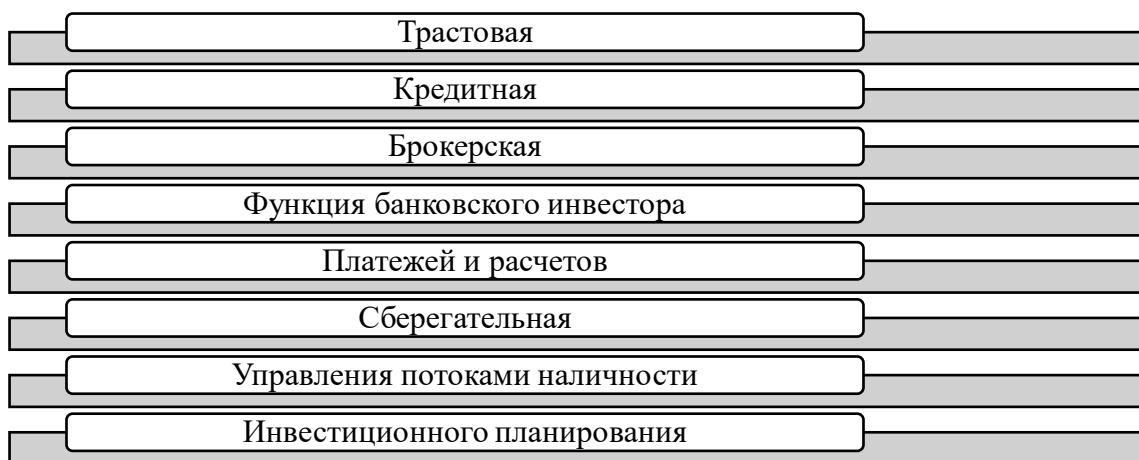 Трастовая
Кредитная
Брокерская
Функция банковского инвестора
Платежей и расчетов
Сберегательная
Управления потоками наличности
Инвестиционного планирования